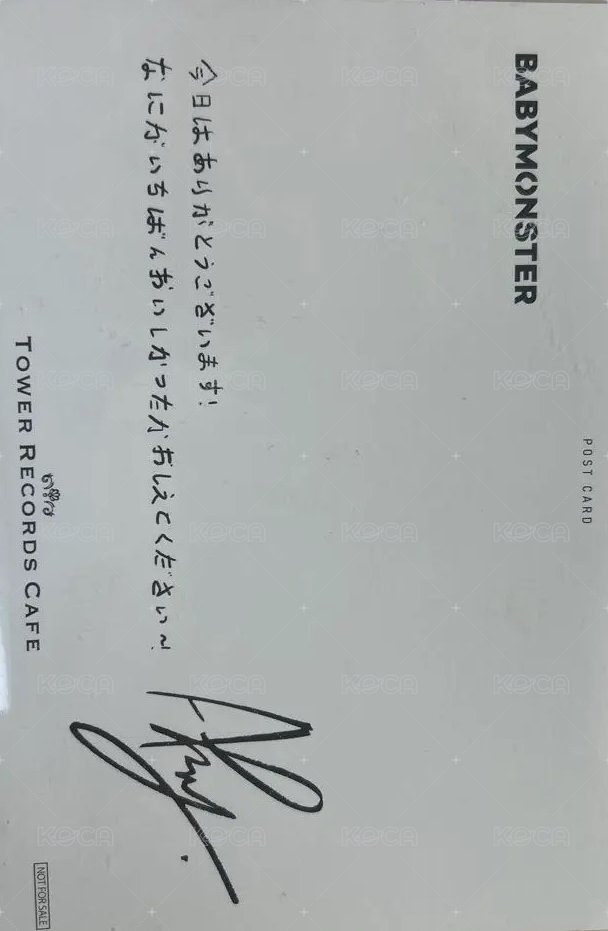 BABYMONSTER
POST CARD
今日はありがとうございます!
なにがいちばんおいしかったかおしえてください~!
TOWER RECORDS CAFE
NOT FOR SALE
KOCA